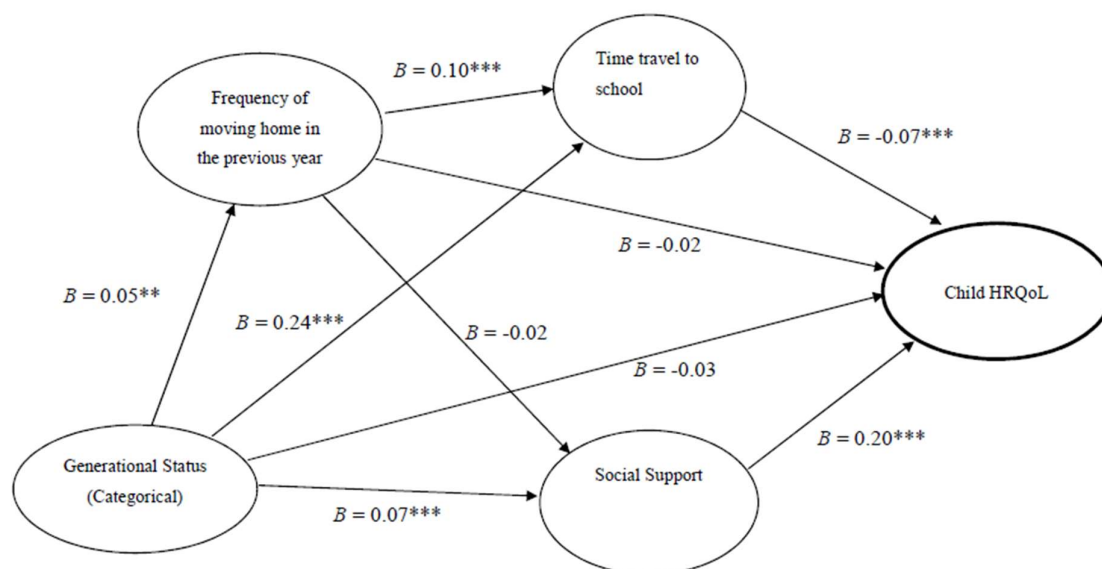 Time travel to
school
B = 0.10***
Frequency of
moving home in
the previous year
B = -0.07***
B = -0.02
Child HRQoL
B = 0.05**
B = 0.24***
B = -0.02
B = -0.03
B = 0.20***
Generational Status
(Categorical)
Social Support
B = 0.07***